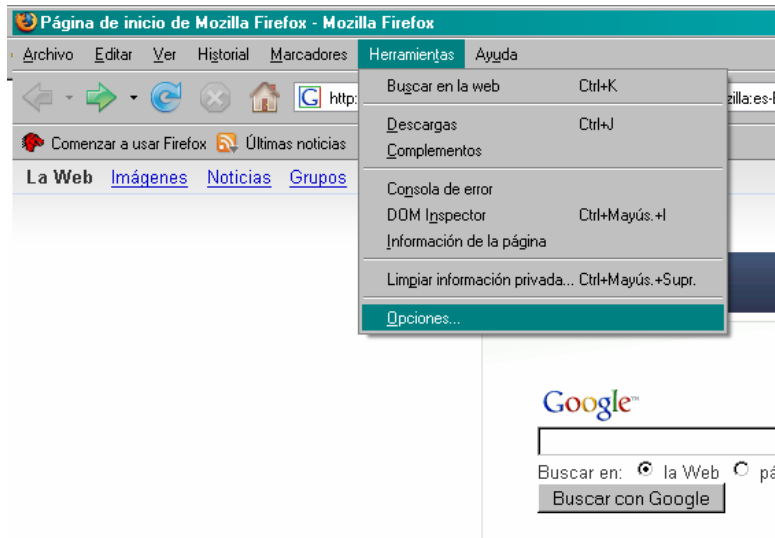 Página de inicio de Mozilla Firefox - Mozilla Firefox
Archivo Editar Ver Historial Marcadores Herramientas Ayuda
Buscar en la web Ctrl+K
G http:
zilla:es-
Descargas Ctrl+J
Comenzar a usar Firefox Últimas noticias
Complementos
La Web Imágenes Noticias Grupos
Consola de error
DOM Inspector Ctrl+Mayús.+I
Información de la página
Limpiar información privada... Ctrl+Mayús.+Supr.
Opciones...
Google™
Buscar en: la Web pá
Buscar con Google